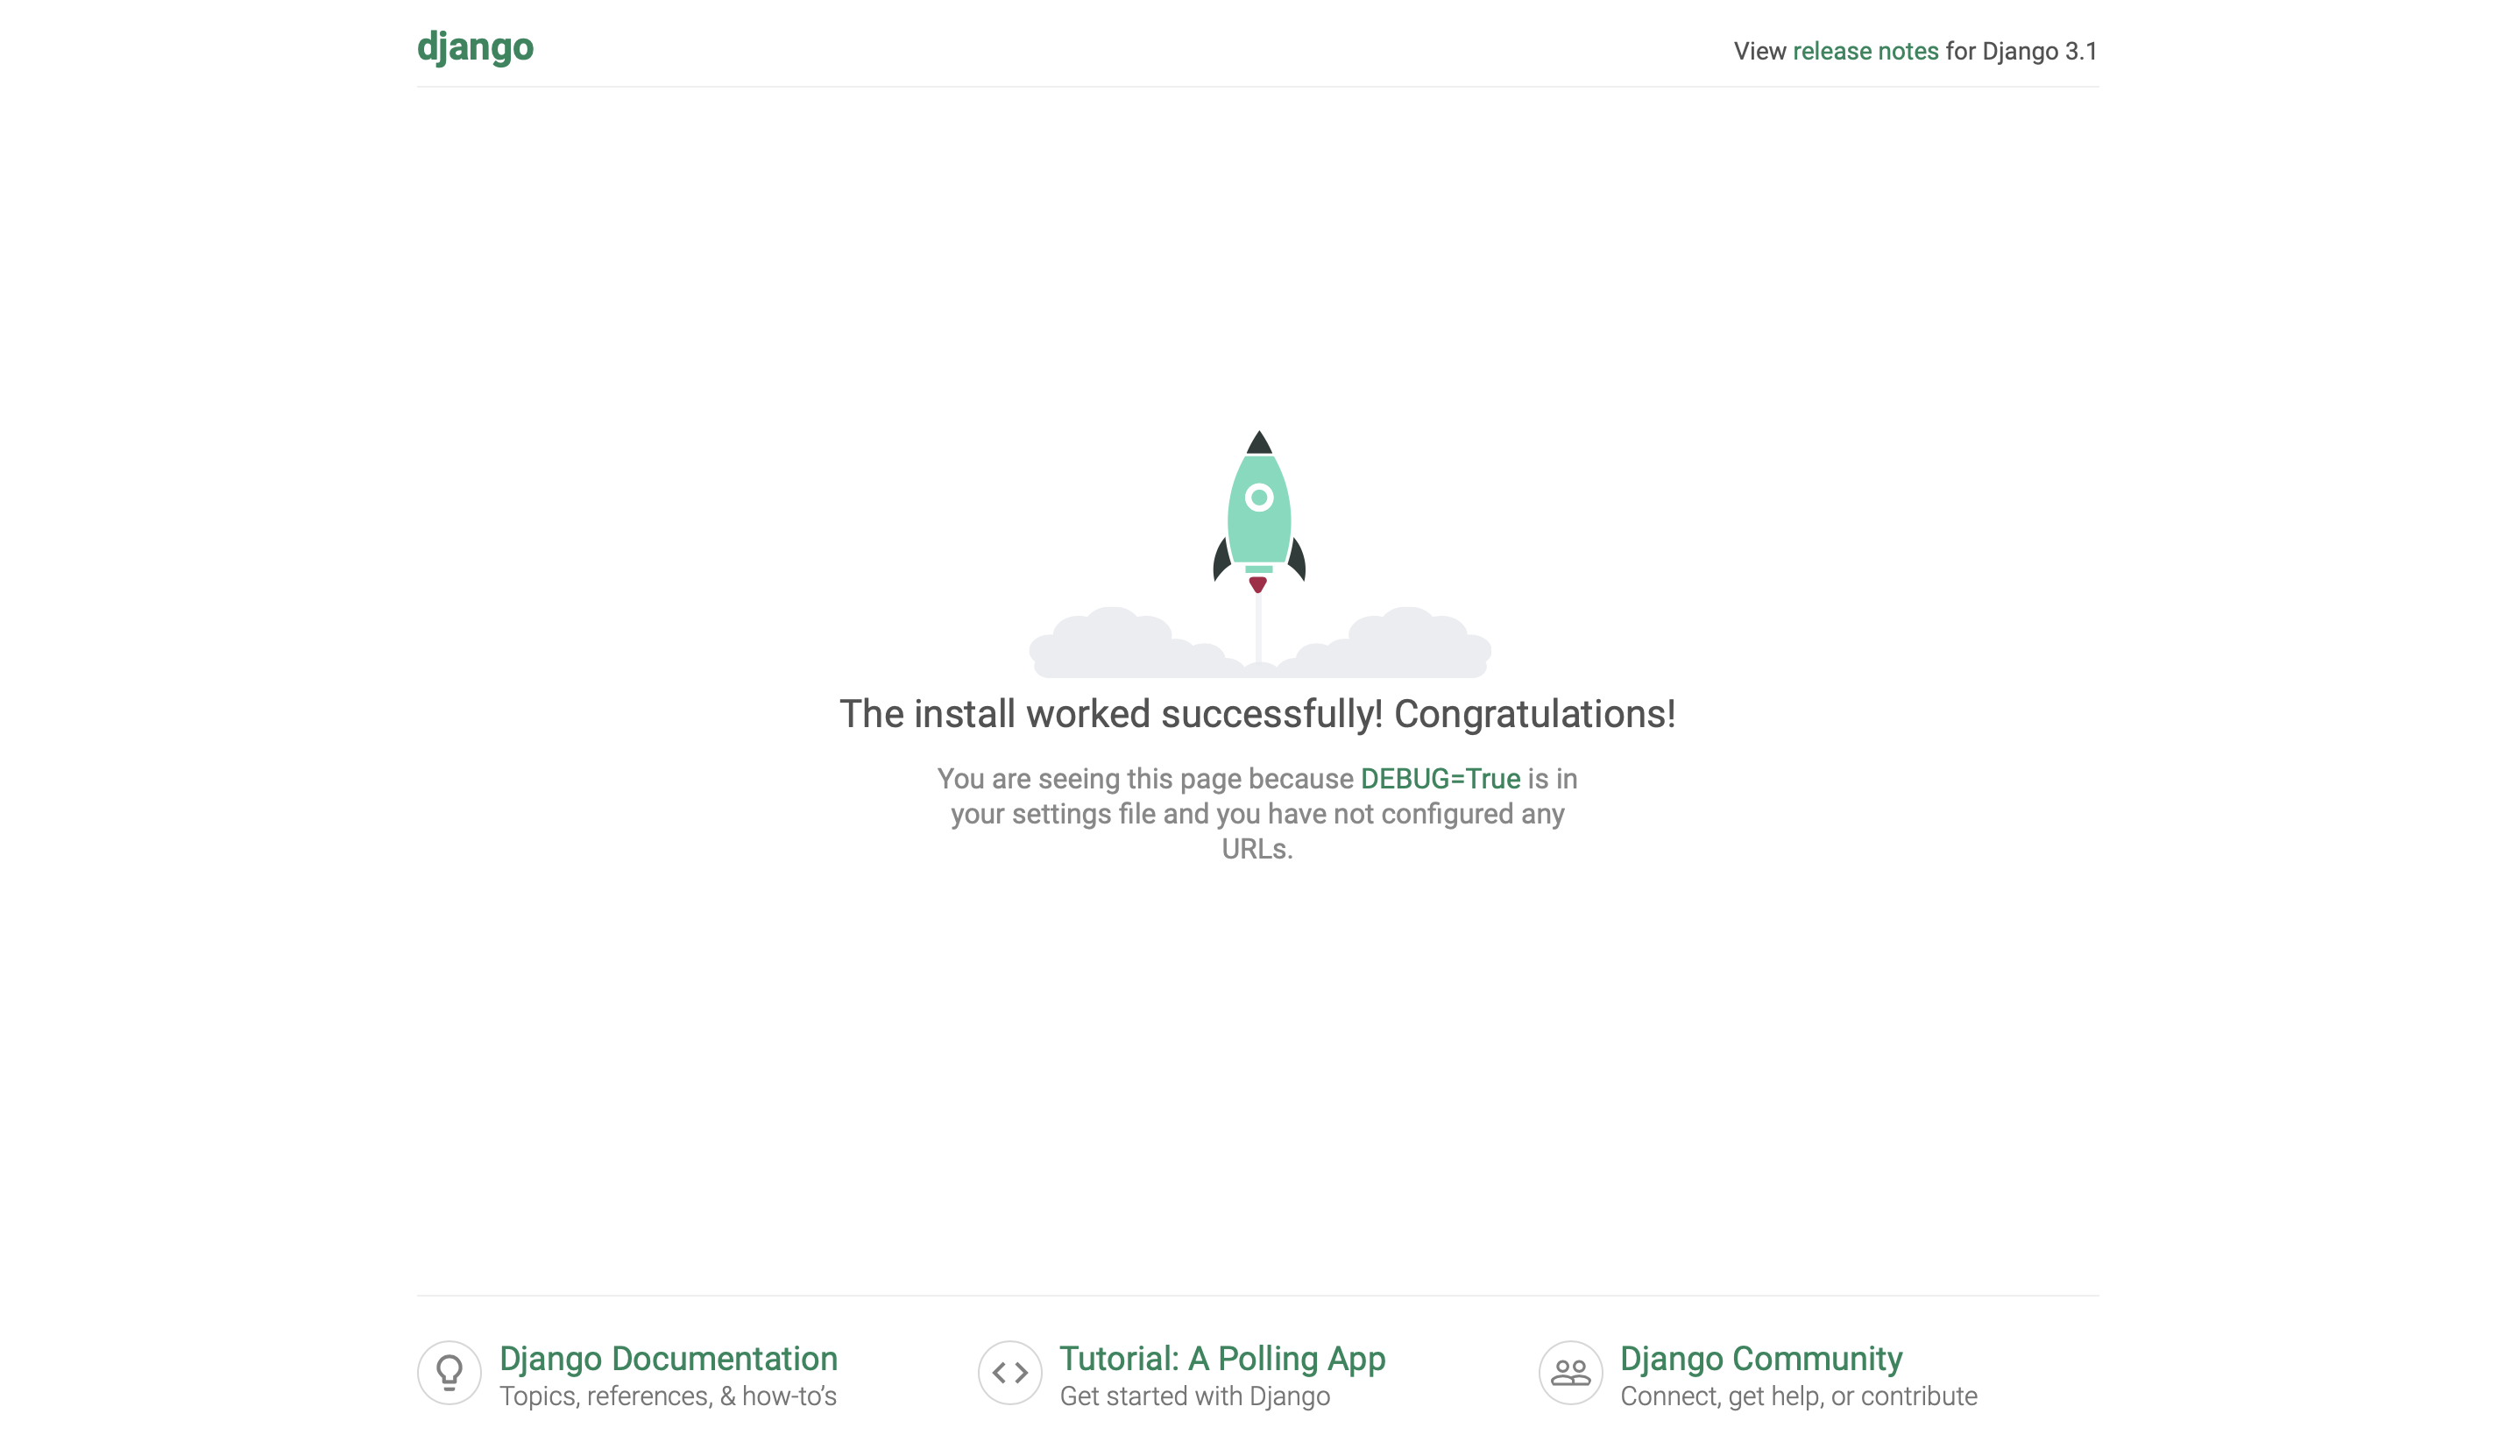 django
View release notes for Django 3.1
The install worked successfully! Congratulations!
You are seeing this page because DEBUG=True is in
your settings file and you have not configured any
URLs.
Django Documentation
Topics, references, & how-to’s
Tutorial: A Polling App
Get started with Django
Django Community
Connect, get help, or contribute